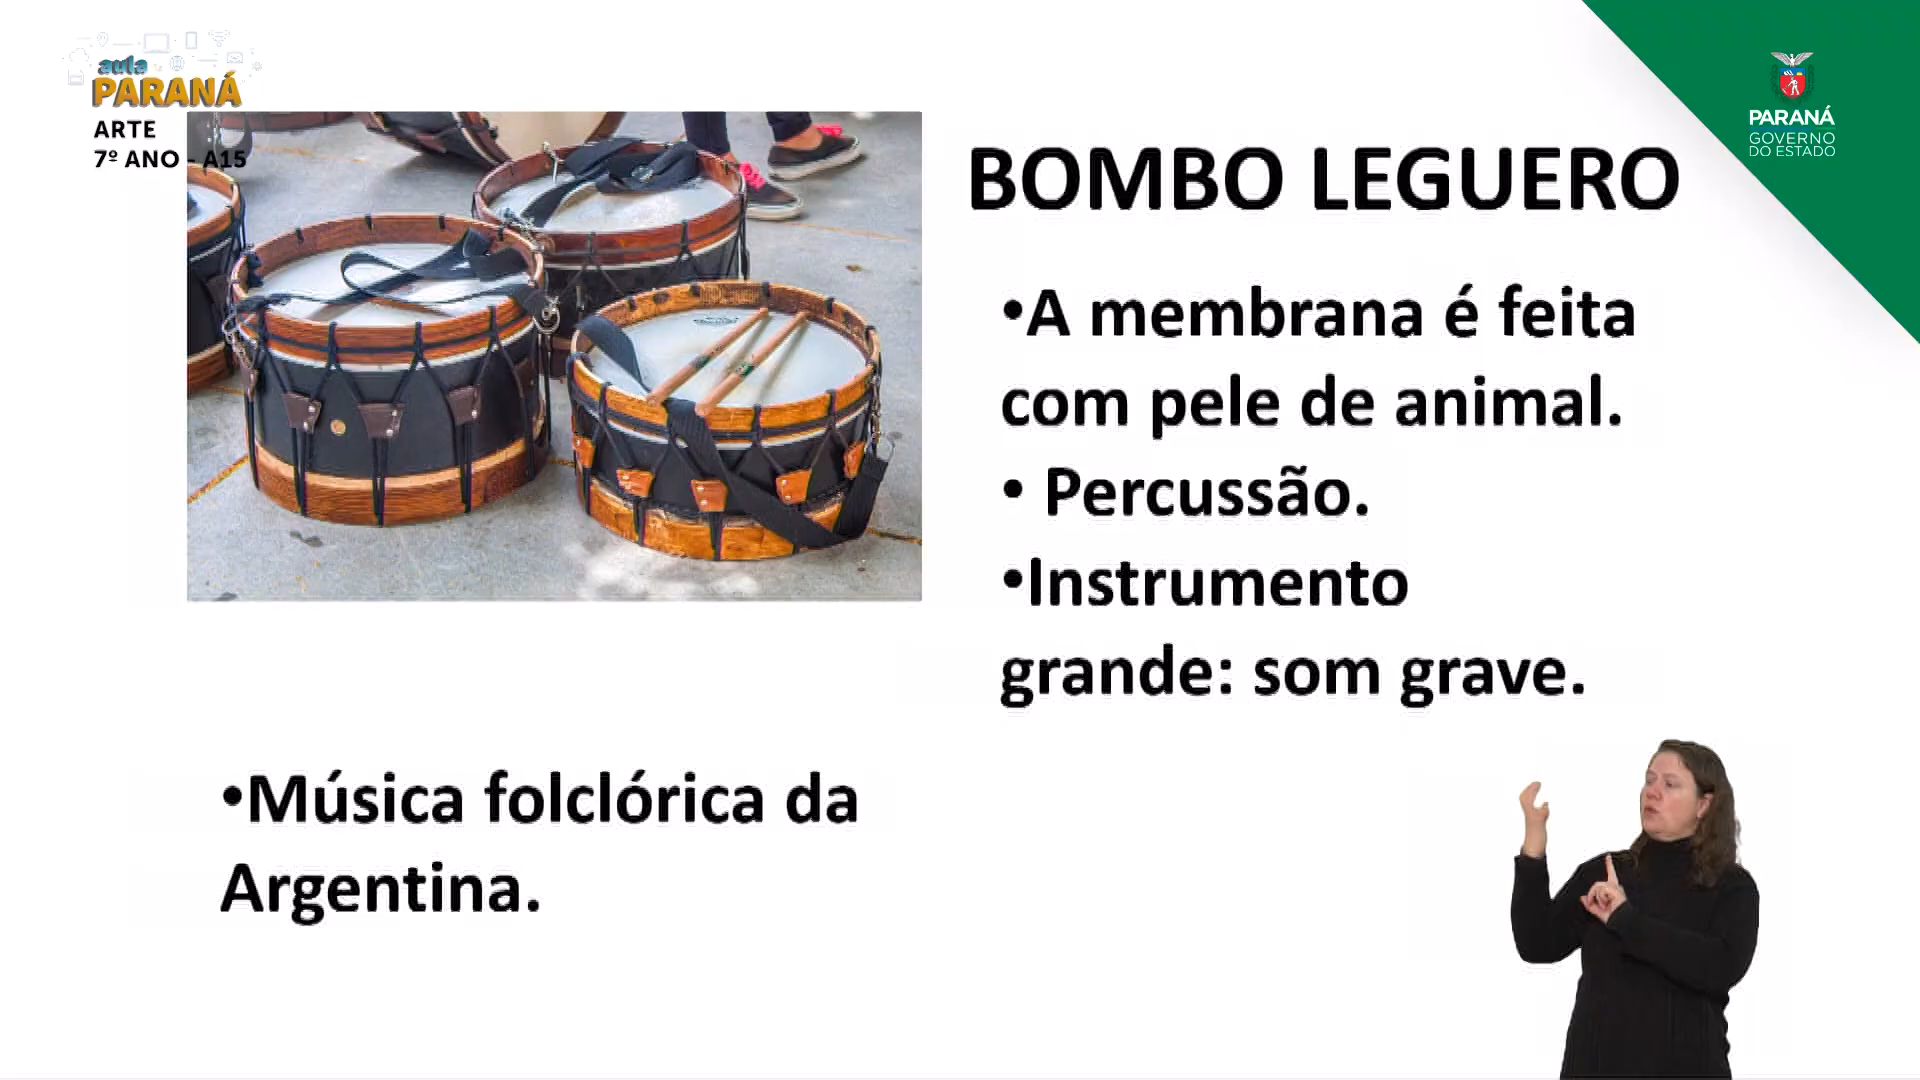 aula
PARANÁ
ARTE
7º ANO - A15
PARANÁ
GOVERNO
DO ESTADO
BOMBO LEGUERO
•A membrana é feita
com pele de animal.
• Percussão.
•Instrumento
grande: som grave.
•Música folclórica da
Argentina.